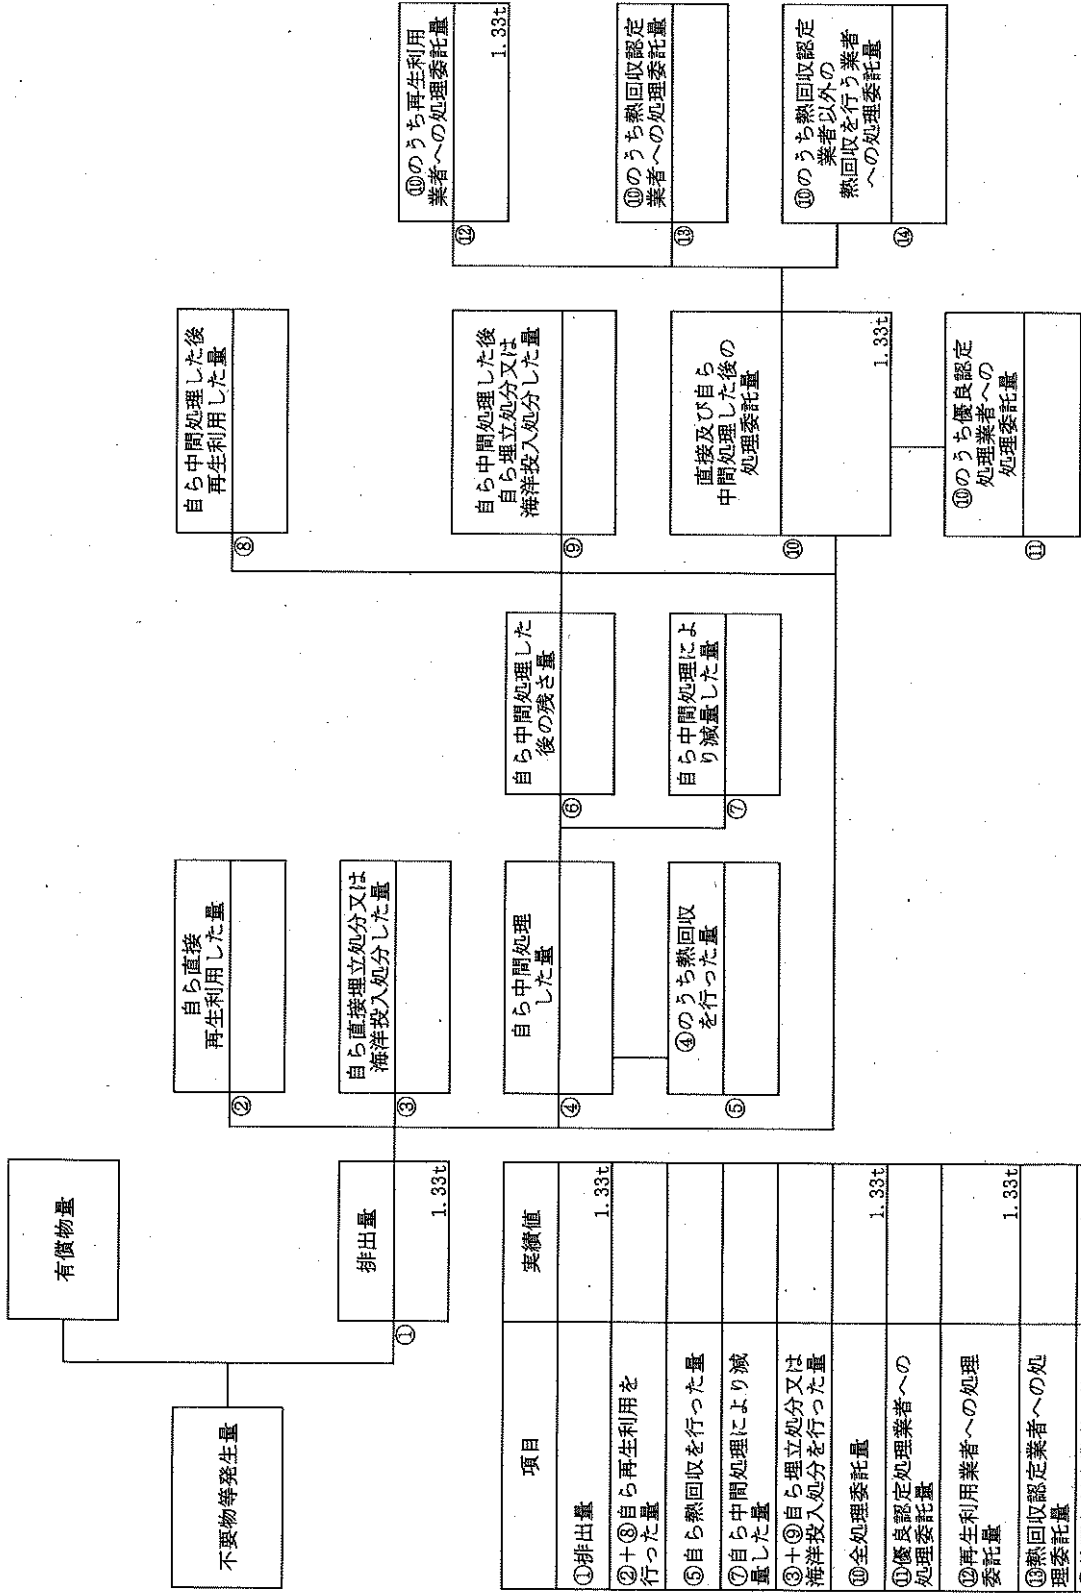 不要物等発生量
有償物量
排出量
①
1.33t
自ら直接
再生利用した量
②
自ら直接埋立処分又は
海洋投入処分した量
③
自ら中間処理
した量
④
④のうち熱回収
を行った量
⑤
自ら中間処理した
後の残さ量
⑥
自ら中間処理によ
り減量した量
⑦
自ら中間処理した後
再生利用した量
⑧
自ら中間処理した後
自ら埋立処分又は
海洋投入処分した量
⑨
直接及び自ら
中間処理した後の
処理委託量
⑩
1.33t
⑩のうち優良認定
処理業者への
処理委託量
⑪
⑩のうち再生利用
業者への処理委託量
⑫
1.33t
⑩のうち熱回収認定
業者への処理委託量
⑬
⑩のうち熱回収認定
業者以外の
熱回収を行う業者
への処理委託量
⑭
項目
実績値
①排出量
1.33t
②+⑧自ら再生利用を
行った量
⑤自ら熱回収を行った量
⑦自ら中間処理により減
量した量
③+⑨自ら埋立処分又は
海洋投入処分を行った量
⑩全処理委託量
1.33t
⑪優良認定処理業者への
処理委託量
⑫再生利用業者への処理
委託量
1.33t
⑬熱回収認定業者への処
理委託量